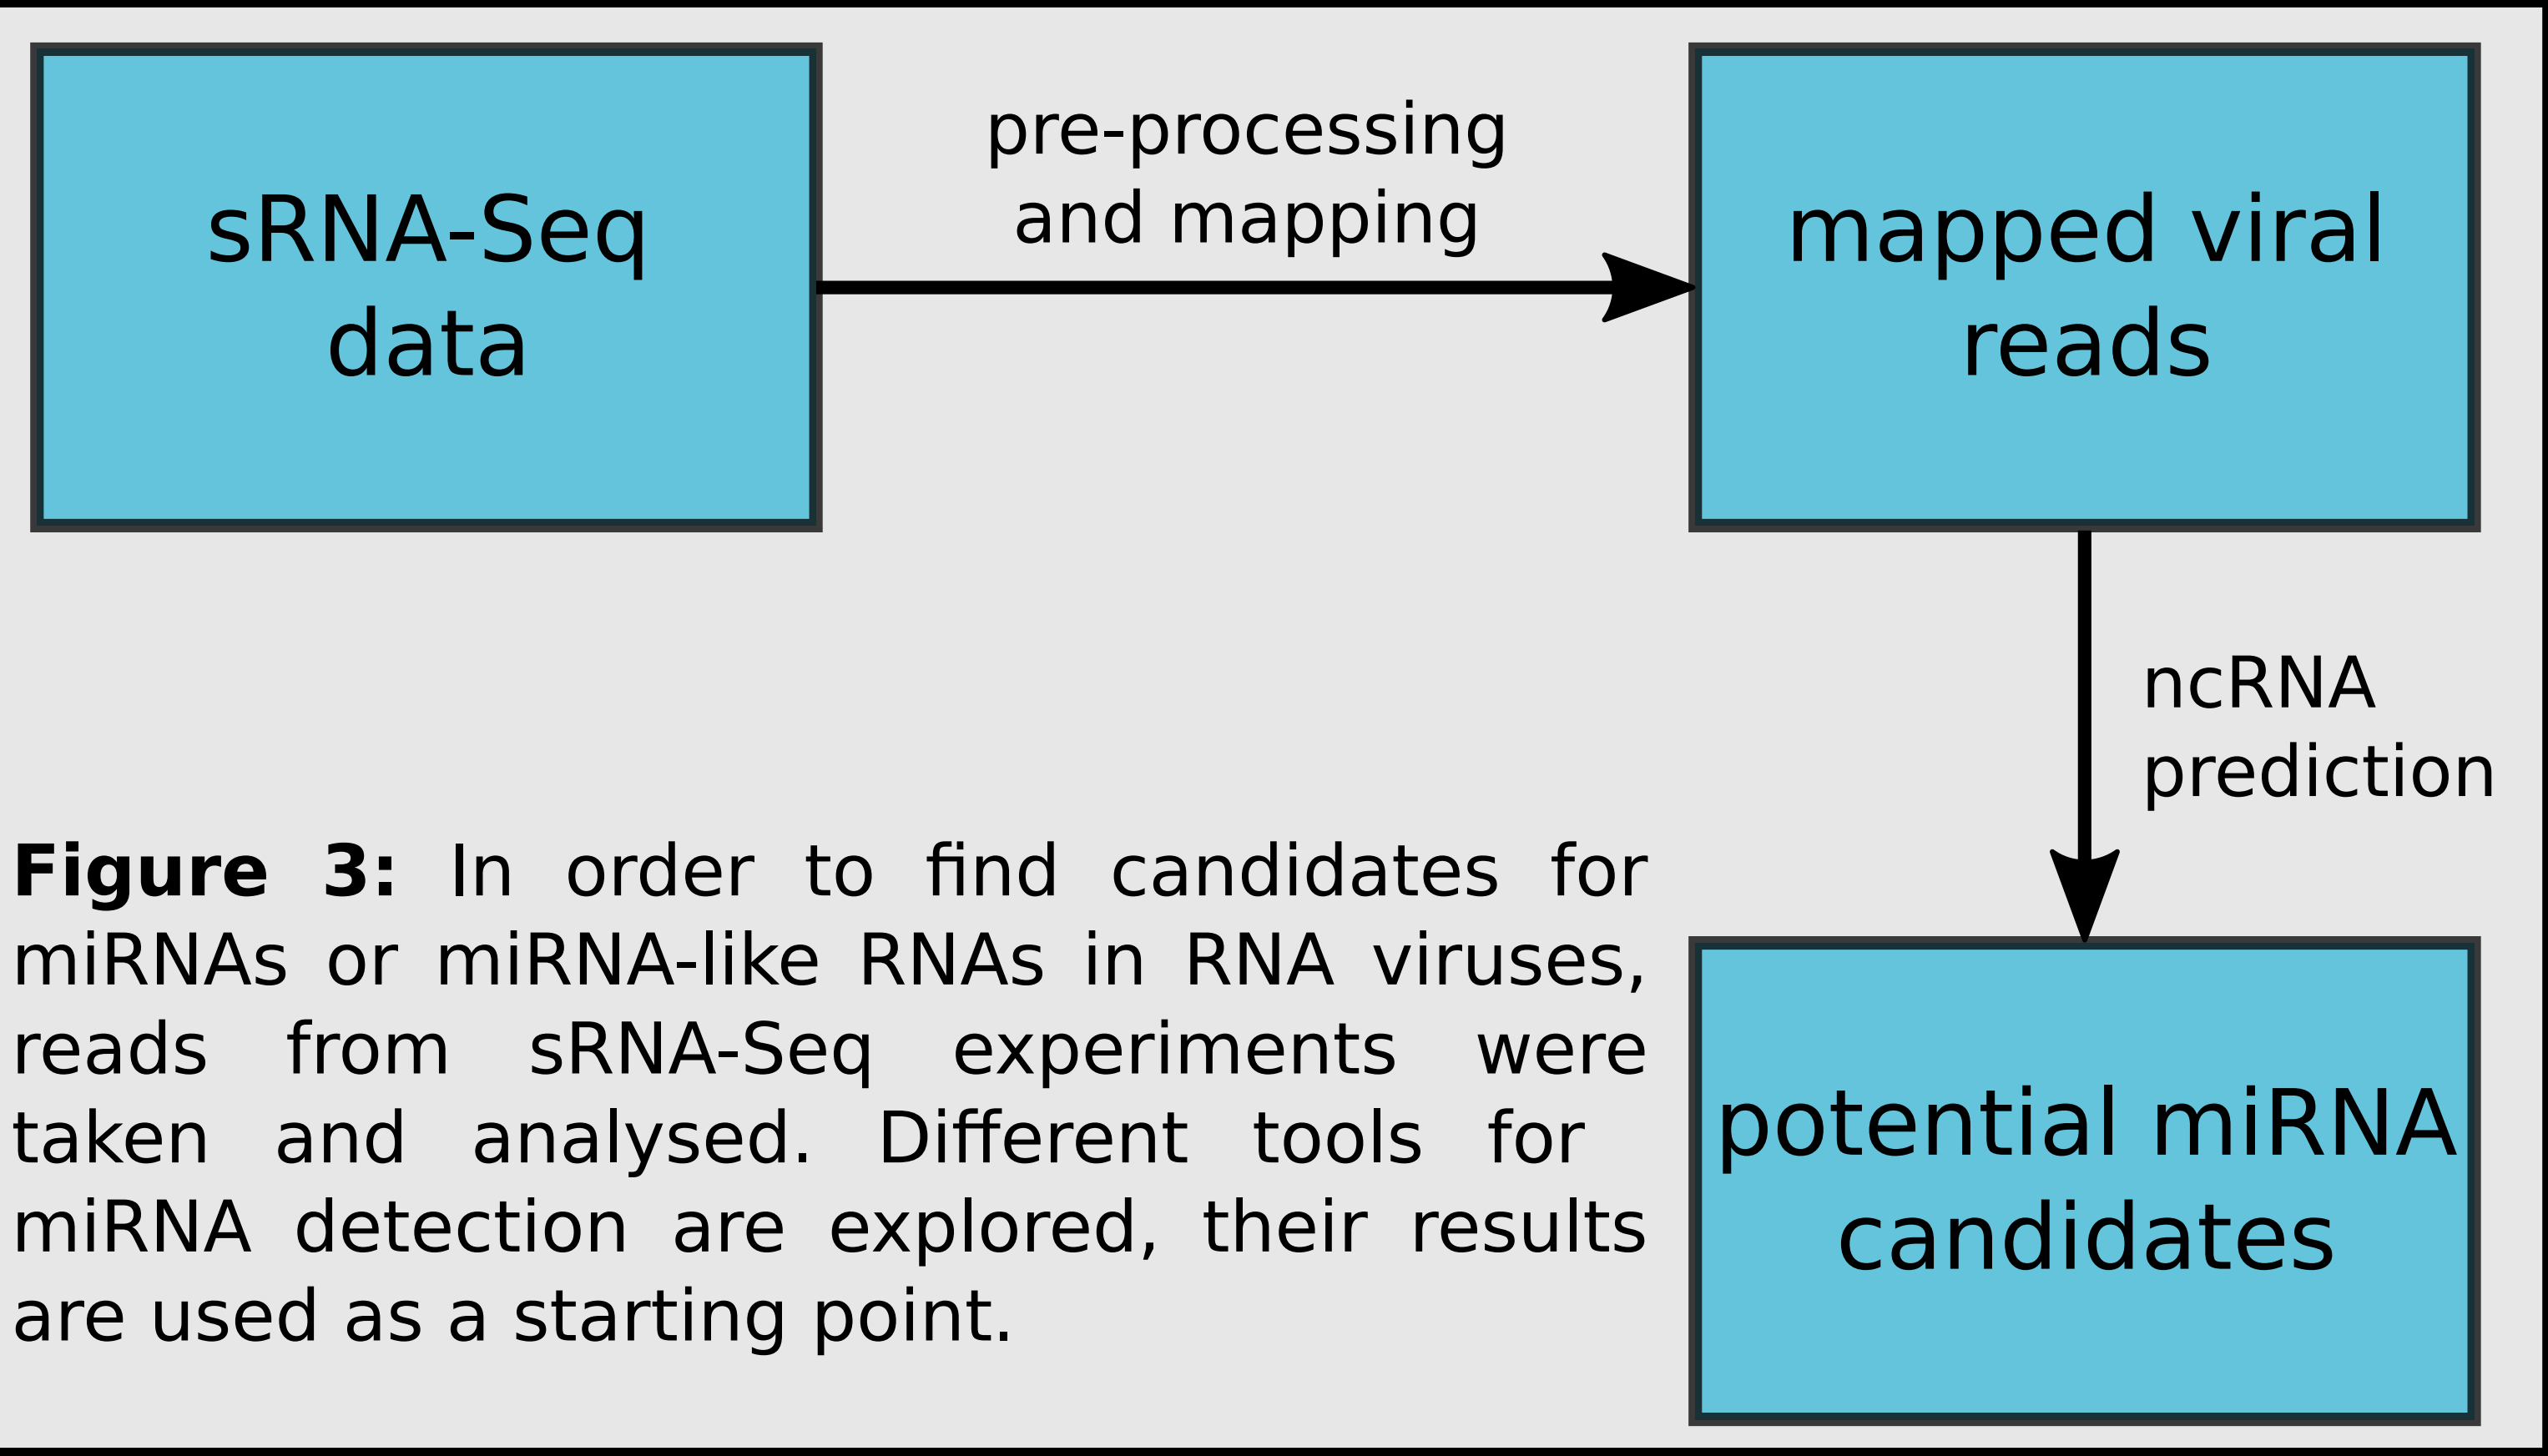 sRNA-Seq
data
pre-processing
and mapping
mapped viral
reads
ncRNA
prediction
Figure 3: In order to find candidates for
miRNAs or miRNA-like RNAs in RNA viruses,
reads from sRNA-Seq experiments were
taken and analysed. Different tools for
miRNA detection are explored, their results
are used as a starting point.
potential miRNA
candidates